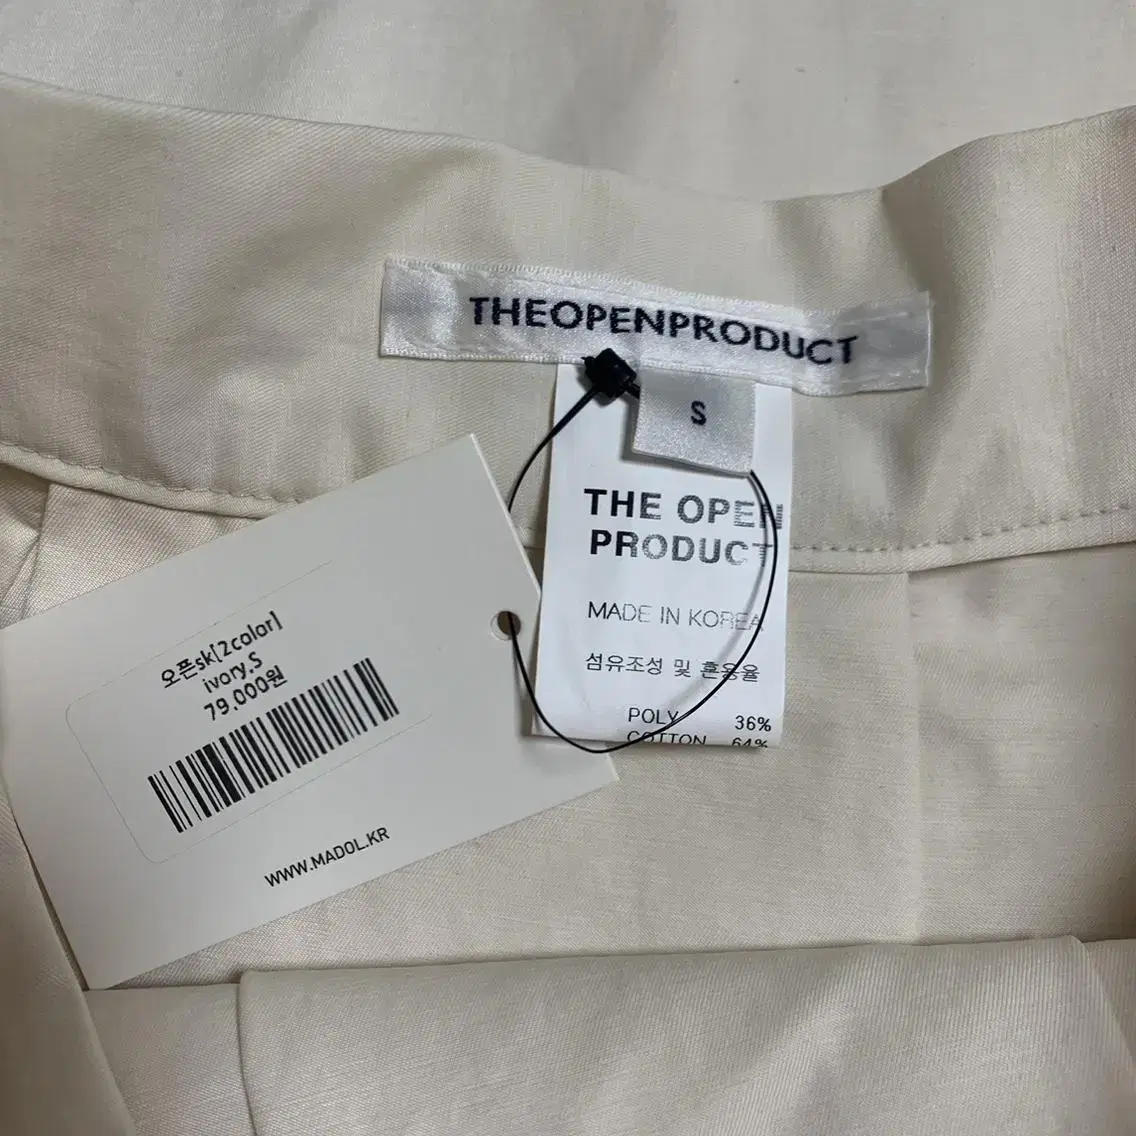 THEOPENPRODUCT
S
THE OPEN
PRODUCT
MADE IN KOREA
섬유조성 및 혼용율
POLY 36%
COTTON 64%
오픈sk[2color]
ivory,S
79,000원
WWW.MADOL.KR